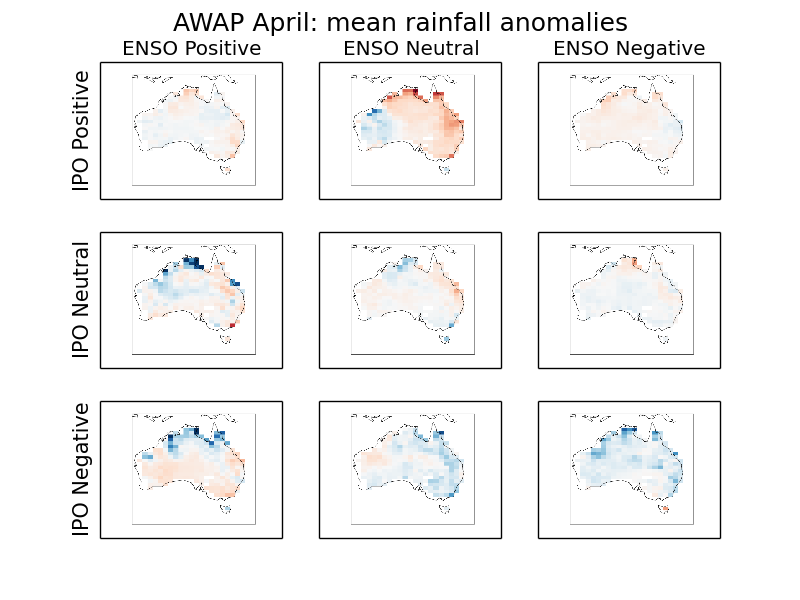 AWAP April: mean rainfall anomalies
ENSO Positive
ENSO Neutral
ENSO Negative
IPO Positive
IPO Neutral
IPO Negative